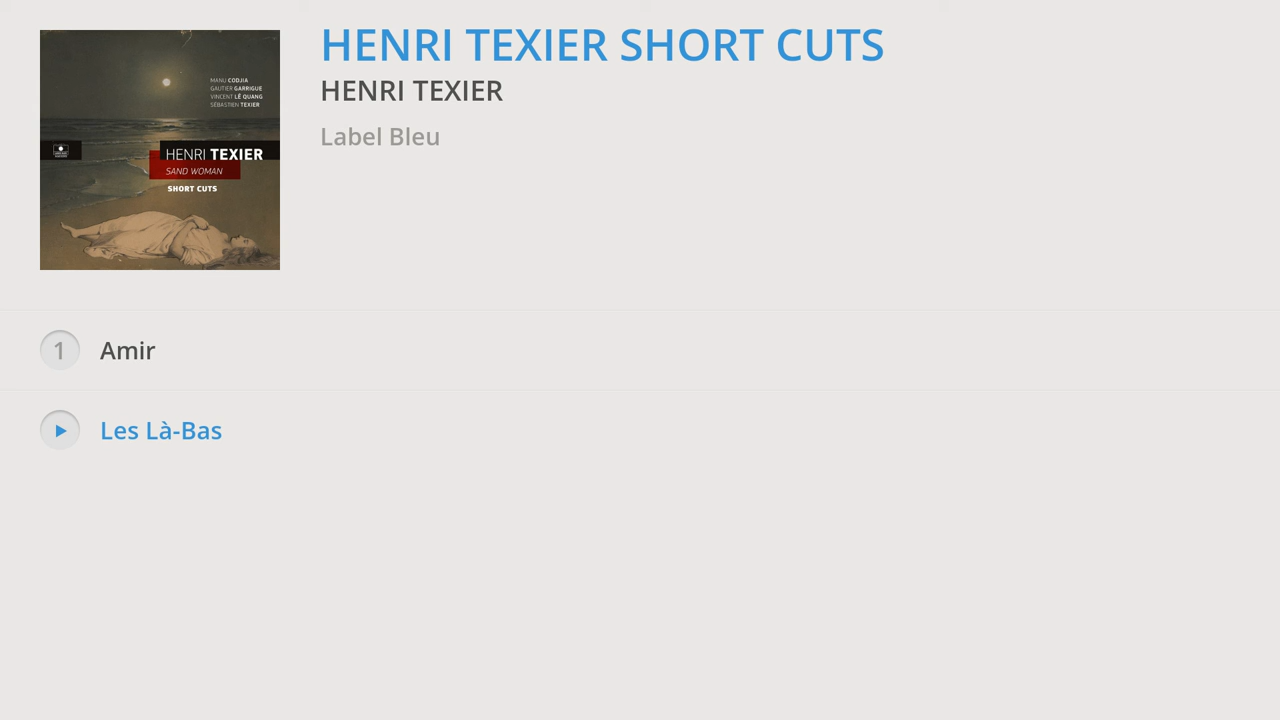 HENRI TEXIER SHORT CUTS
HENRI TEXIER
Label Bleu
MANU CODJIA
GAUTIER GARRIGUE
VINCENT LÊ QUANG
SÉBASTIEN TEXIER
HENRI TEXIER
SAND WOMAN
SHORT CUTS
1 Amir
Les Là-Bas